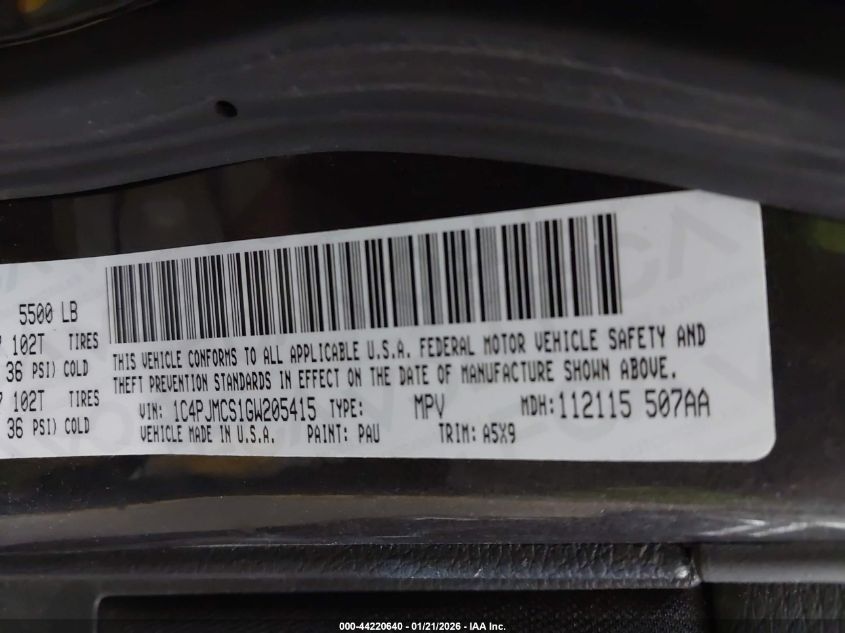 5500 LB
102T TIRES
36 PSI) COLD
102T TIRES
36 PSI) COLD
THIS VEHICLE CONFORMS TO ALL APPLICABLE U.S.A. FEDERAL MOTOR VEHICLE SAFETY AND
THEFT PREVENTION STANDARDS IN EFFECT ON THE DATE OF MANUFACTURE SHOWN ABOVE.
VIN: 1C4PJMCS1GW205415 TYPE: MPV MDH: 112115 507AA
VEHICLE MADE IN U.S.A. PAINT: PAU TRIM: A5X9
000-44220640 - 01/21/2026 - IAA Inc.